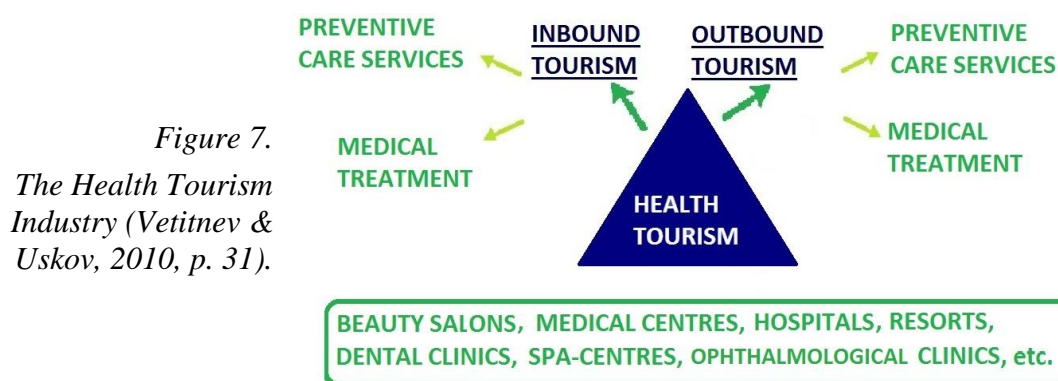 Figure 7.
The Health Tourism
Industry (Vetitnev &
Uskov, 2010, p. 31).
PREVENTIVE
CARE SERVICES
INBOUND
TOURISM
OUTBOUND
TOURISM
PREVENTIVE
CARE SERVICES
MEDICAL
TREATMENT
MEDICAL
TREATMENT
HEALTH
TOURISM
BEAUTY SALONS, MEDICAL CENTRES, HOSPITALS, RESORTS,
DENTAL CLINICS, SPA-CENTRES, OPHTHALMOLOGICAL CLINICS, etc.